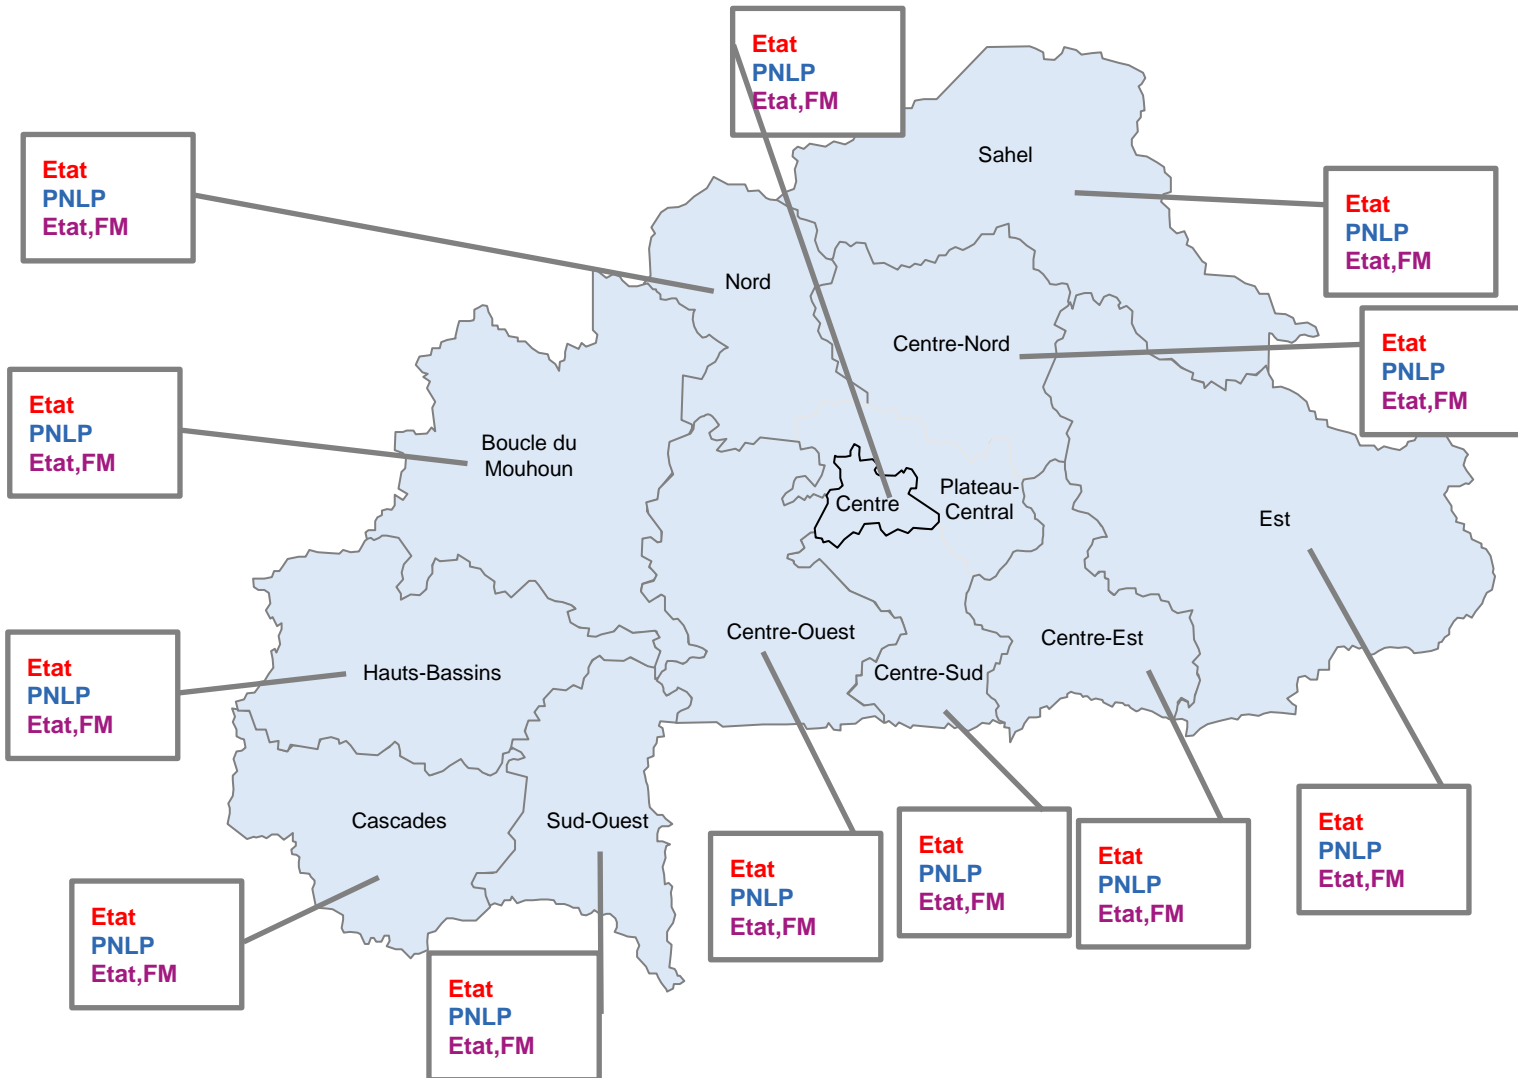 Etat
PNLP
Etat,FM
Sahel
Etat
PNLP
Etat,FM
Etat
PNLP
Etat,FM
Nord
Centre-Nord
Etat
PNLP
Etat,FM
Etat
PNLP
Etat,FM
Boucle du
Mouhoun
Centre
Plateau-
Central
Est
Centre-Ouest
Centre-Est
Centre-Sud
Hauts-Bassins
Etat
PNLP
Etat,FM
Cascades
Sud-Ouest
Etat
PNLP
Etat,FM
Etat
PNLP
Etat,FM
Etat
PNLP
Etat,FM
Etat
PNLP
Etat,FM
Etat
PNLP
Etat,FM
Etat
PNLP
Etat,FM